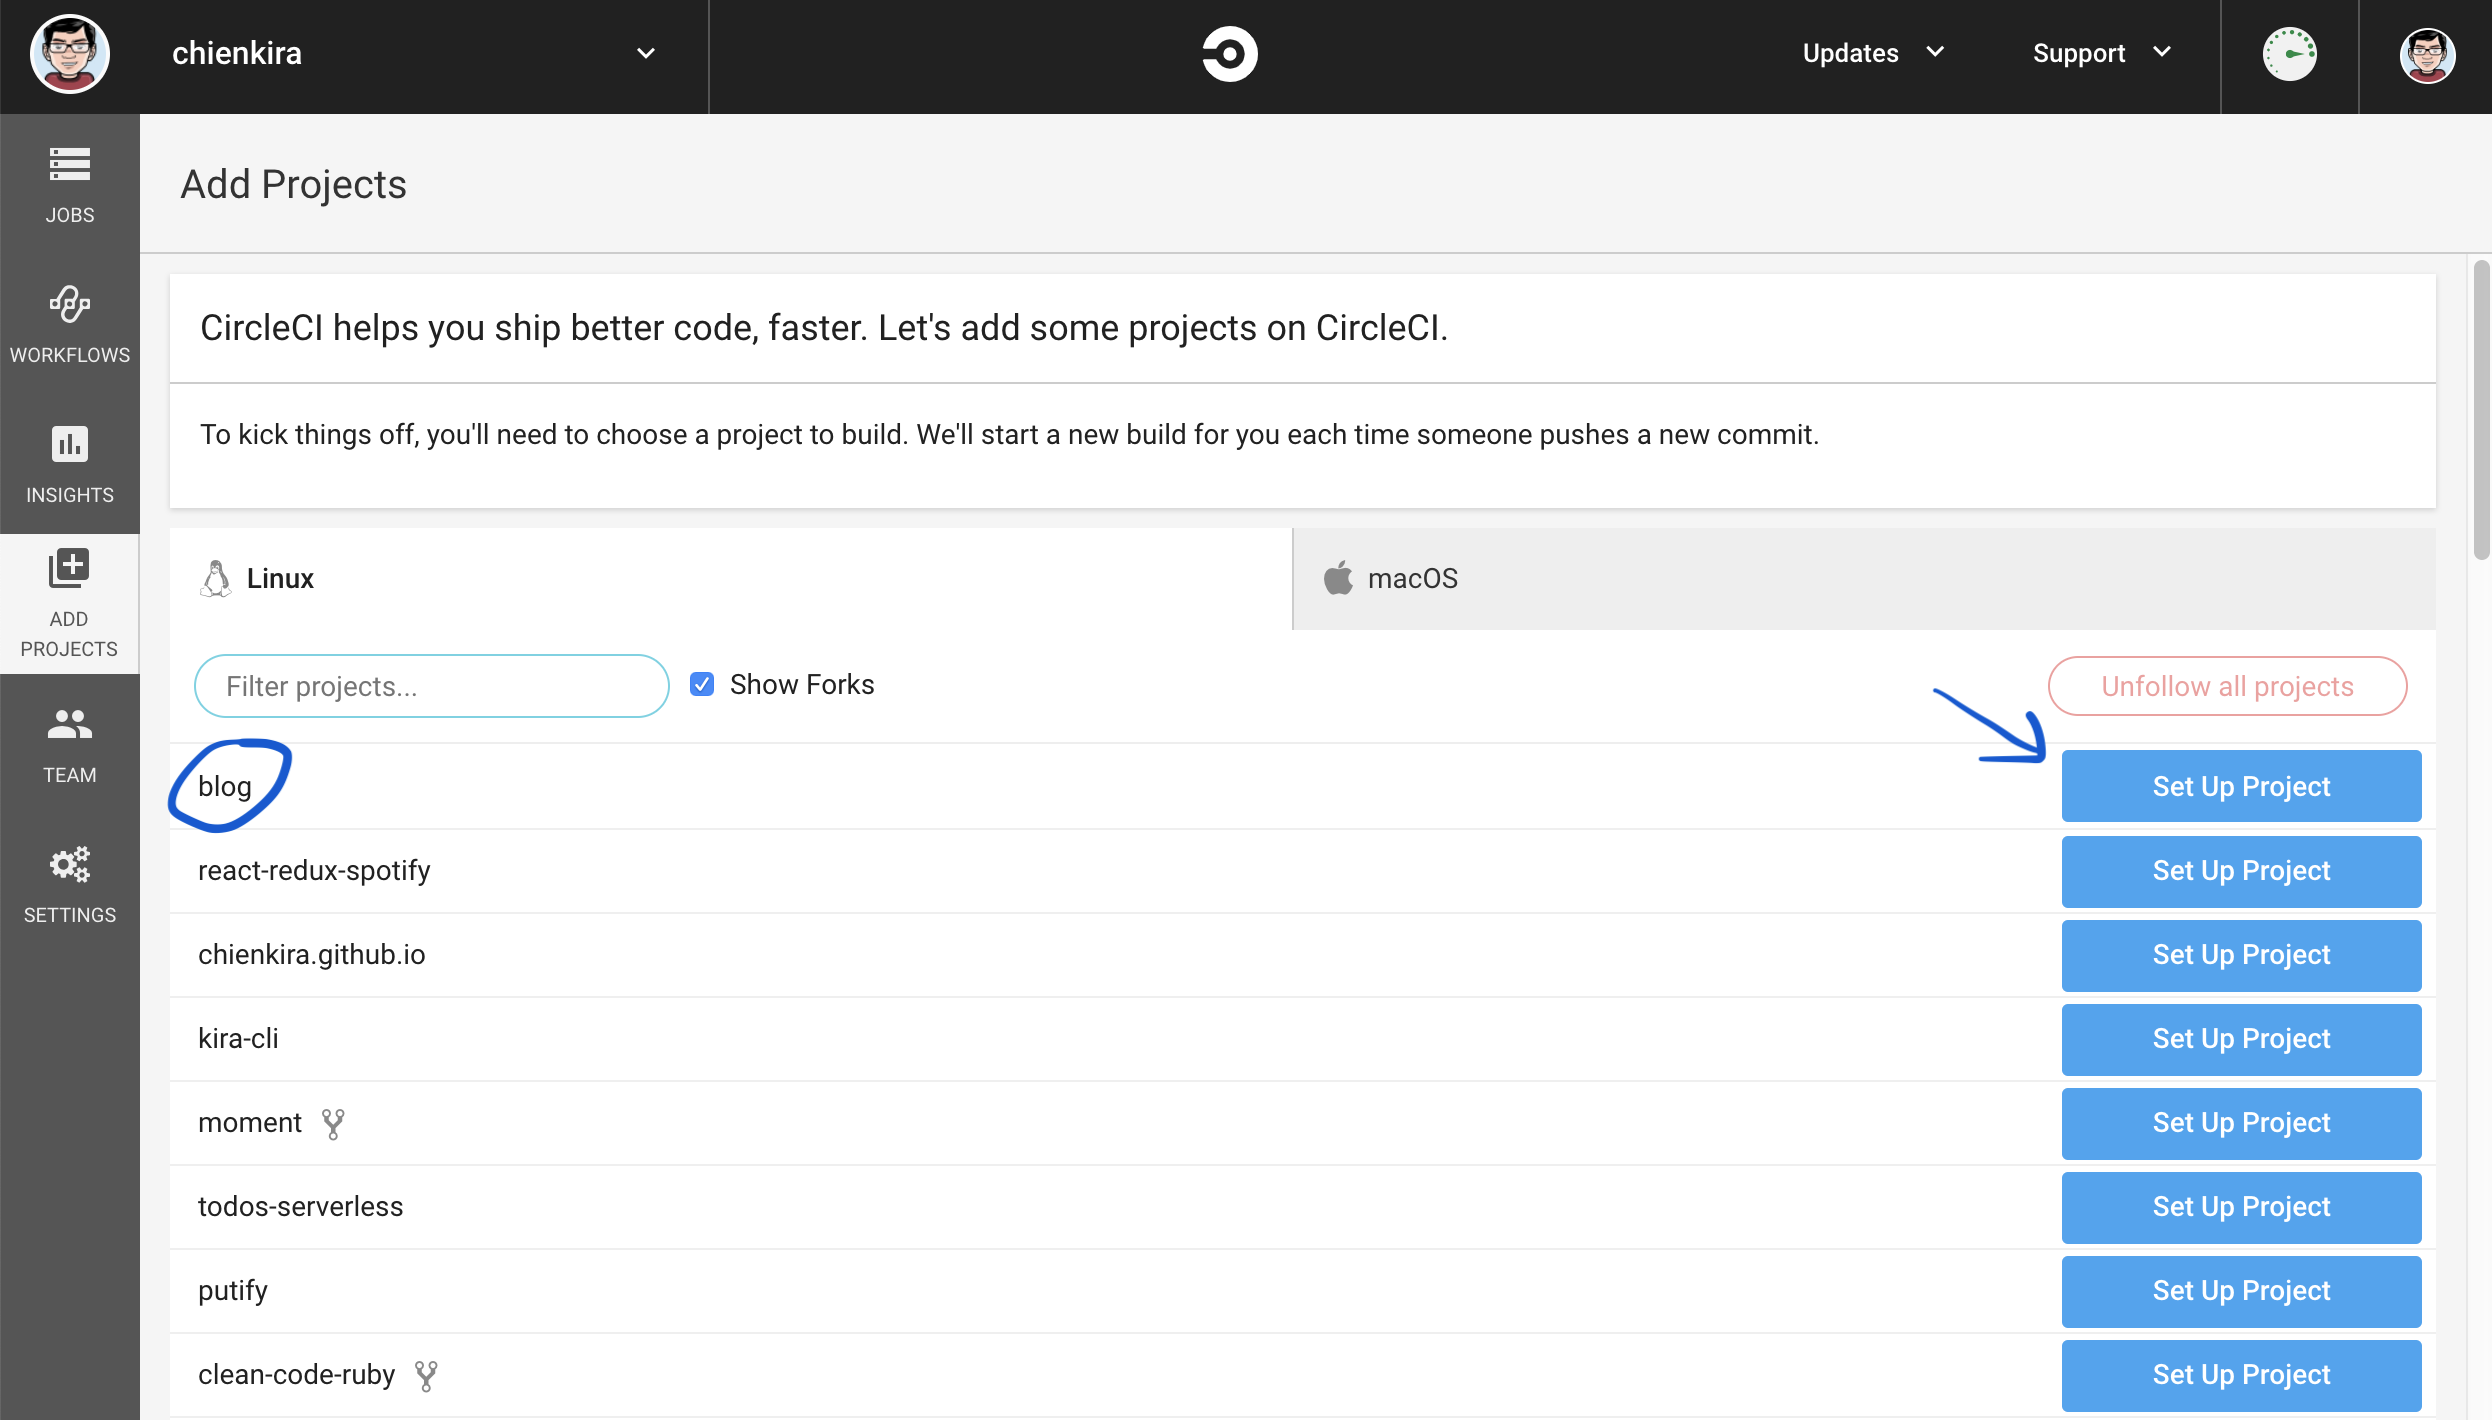 chienkira
Updates
Support
JOBS
WORKFLOWS
INSIGHTS
ADD
PROJECTS
TEAM
SETTINGS
Add Projects
CircleCI helps you ship better code, faster. Let's add some projects on CircleCI.
To kick things off, you'll need to choose a project to build. We'll start a new build for you each time someone pushes a new commit.
Linux
macOS
Filter projects...
Show Forks
Unfollow all projects
blog
Set Up Project
react-redux-spotify
Set Up Project
chienkira.github.io
Set Up Project
kira-cli
Set Up Project
moment
Set Up Project
todos-serverless
Set Up Project
putify
Set Up Project
clean-code-ruby
Set Up Project